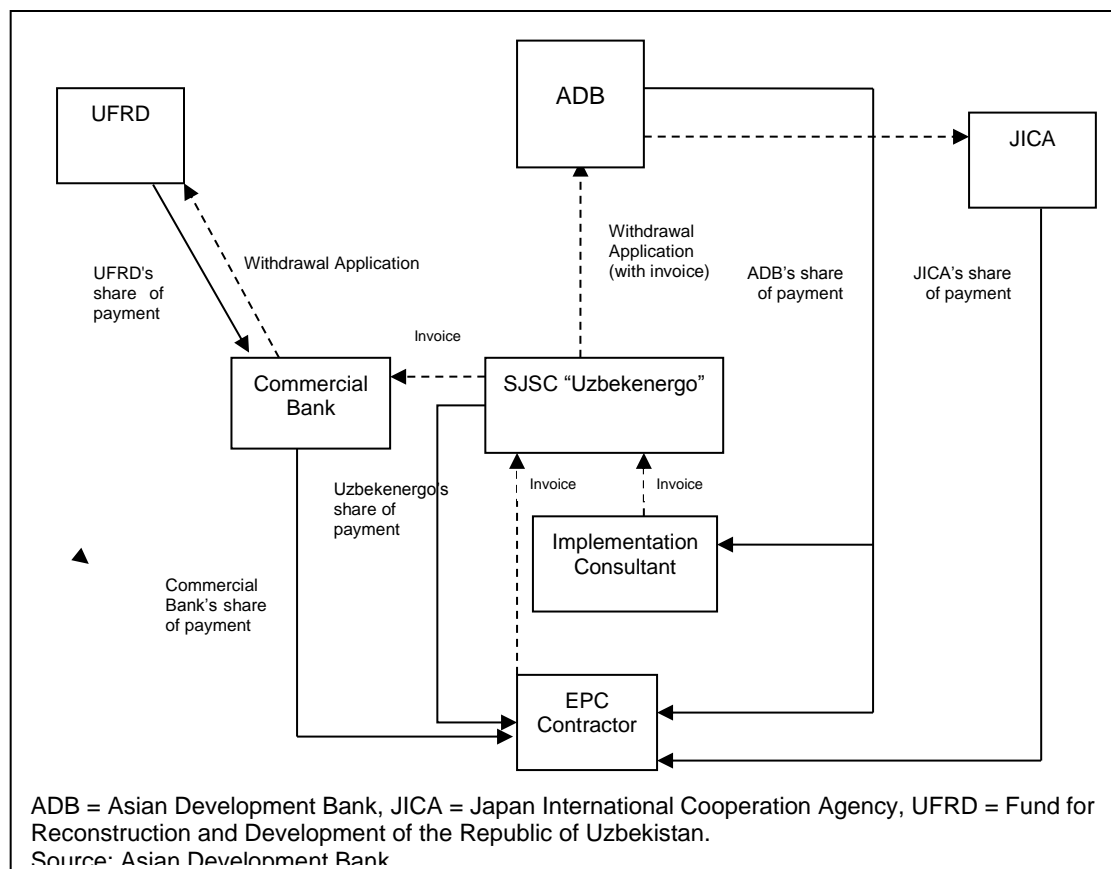 ADB
UFRD
JICA
Withdrawal
Application
(with invoice)
Withdrawal Application
UFRD's
share of
payment
ADB's share
of payment
JICA's share
of payment
Invoice
Commercial
Bank
SJSC “Uzbekenergo”
Uzbekenergo's
share of
payment
Invoice
Invoice
Implementation
Consultant
Commercial
Bank's share
of payment
EPC
Contractor
ADB = Asian Development Bank, JICA = Japan International Cooperation Agency, UFRD = Fund for
Reconstruction and Development of the Republic of Uzbekistan.
Source: Asian Development Bank